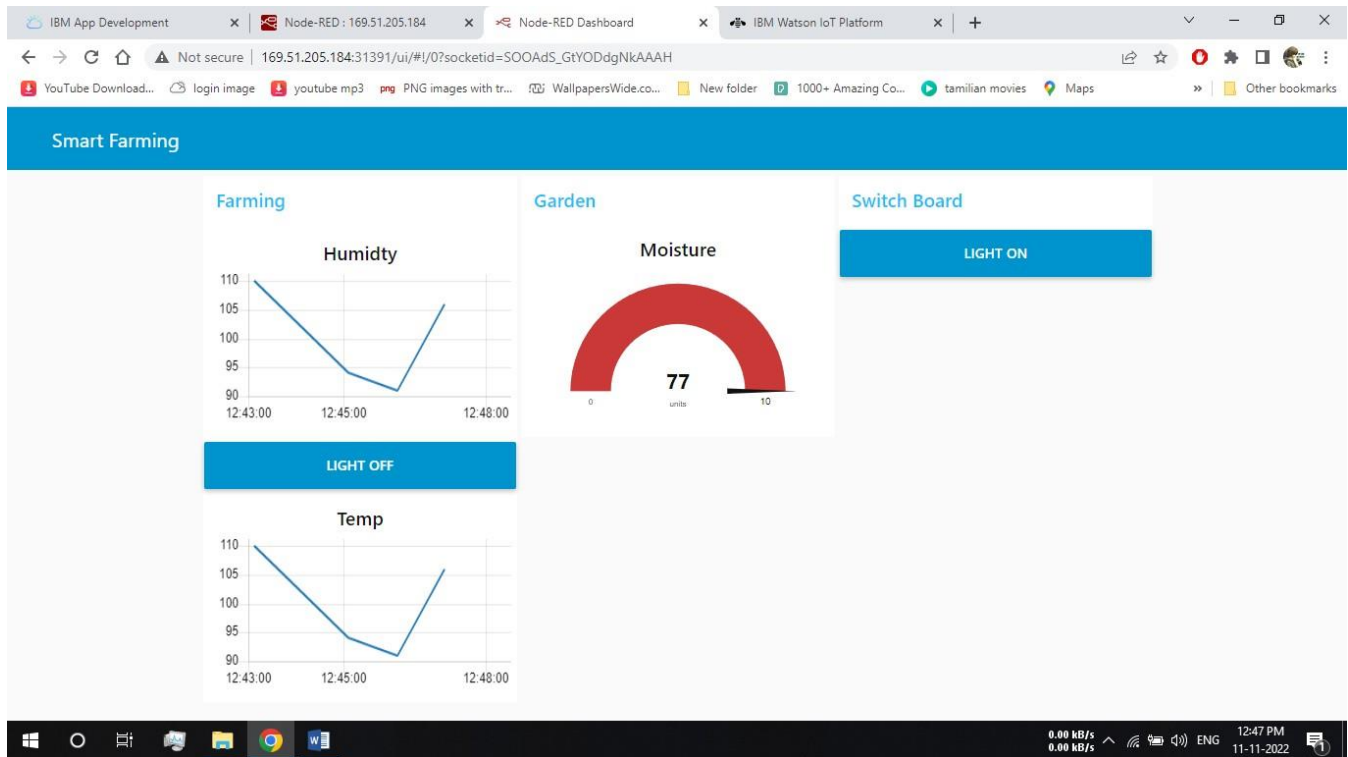 IBM App Development
Node-RED : 169.51.205.184
Node-RED Dashboard
IBM Watson IoT Platform
Not secure
169.51.205.184:31391/ui/#!/0?socketid=SOOAdS_GtYODdgNkAAAH
YouTube Download...
login image
youtube mp3
png PNG images with tr...
WallpapersWide.co...
New folder
1000+ Amazing Co...
tamilian movies
Maps
»
Other bookmarks
Smart Farming
Farming
Humidty
110
105
100
95
90
12:43:00 12:45:00 12:48:00
LIGHT OFF
Temp
110
105
100
95
90
12:43:00 12:45:00 12:48:00
Garden
Moisture
77
0 units 10
Switch Board
LIGHT ON
0.00 kB/s
0.00 kB/s
ENG
12:47 PM
11-11-2022
1